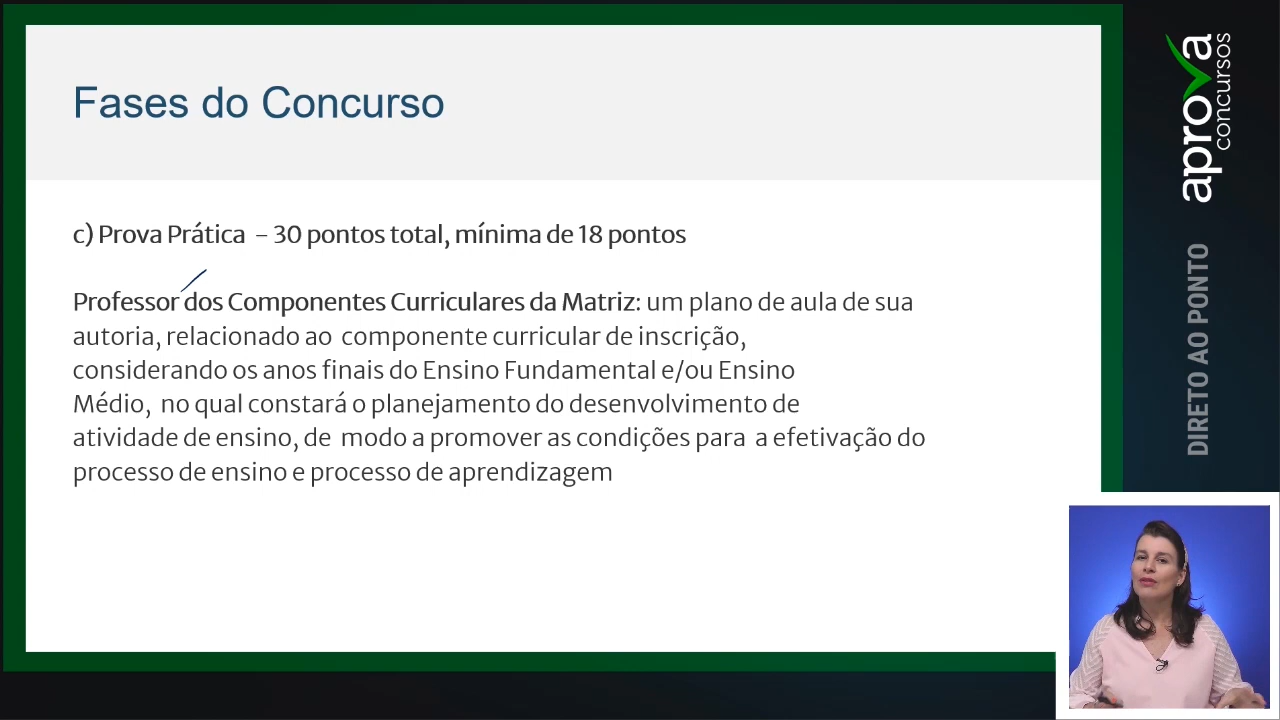 Fases do Concurso
c) Prova Prática – 30 pontos total, mínima de 18 pontos
Professor dos Componentes Curriculares da Matriz: um plano de aula de sua
autoria, relacionado ao componente curricular de inscrição,
considerando os anos finais do Ensino Fundamental e/ou Ensino
Médio, no qual constará o planejamento do desenvolvimento de
atividade de ensino, de modo a promover as condições para a efetivação do
processo de ensino e processo de aprendizagem
aprova
concursos
DIRETO AO PONTO